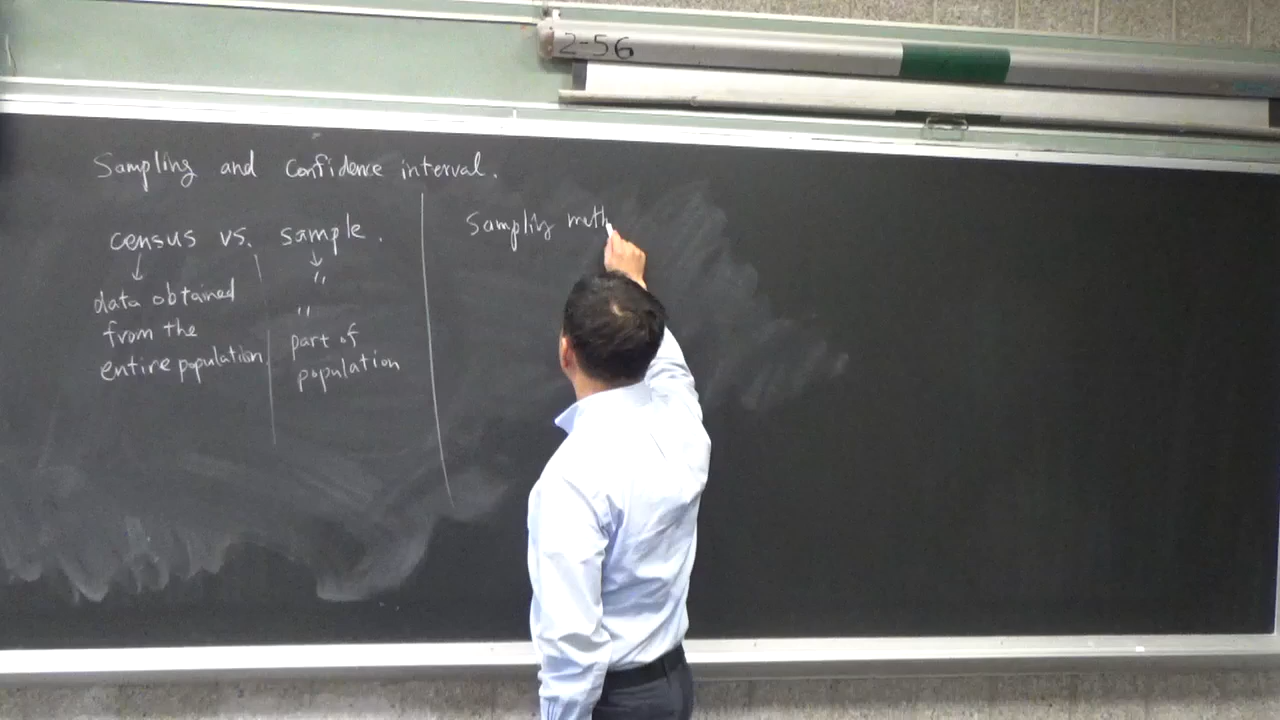 2-56
Sampling and Confidence interval.
census vs. sample.
data obtained
from the
entire population
"
"
part of
population
Sampling meth